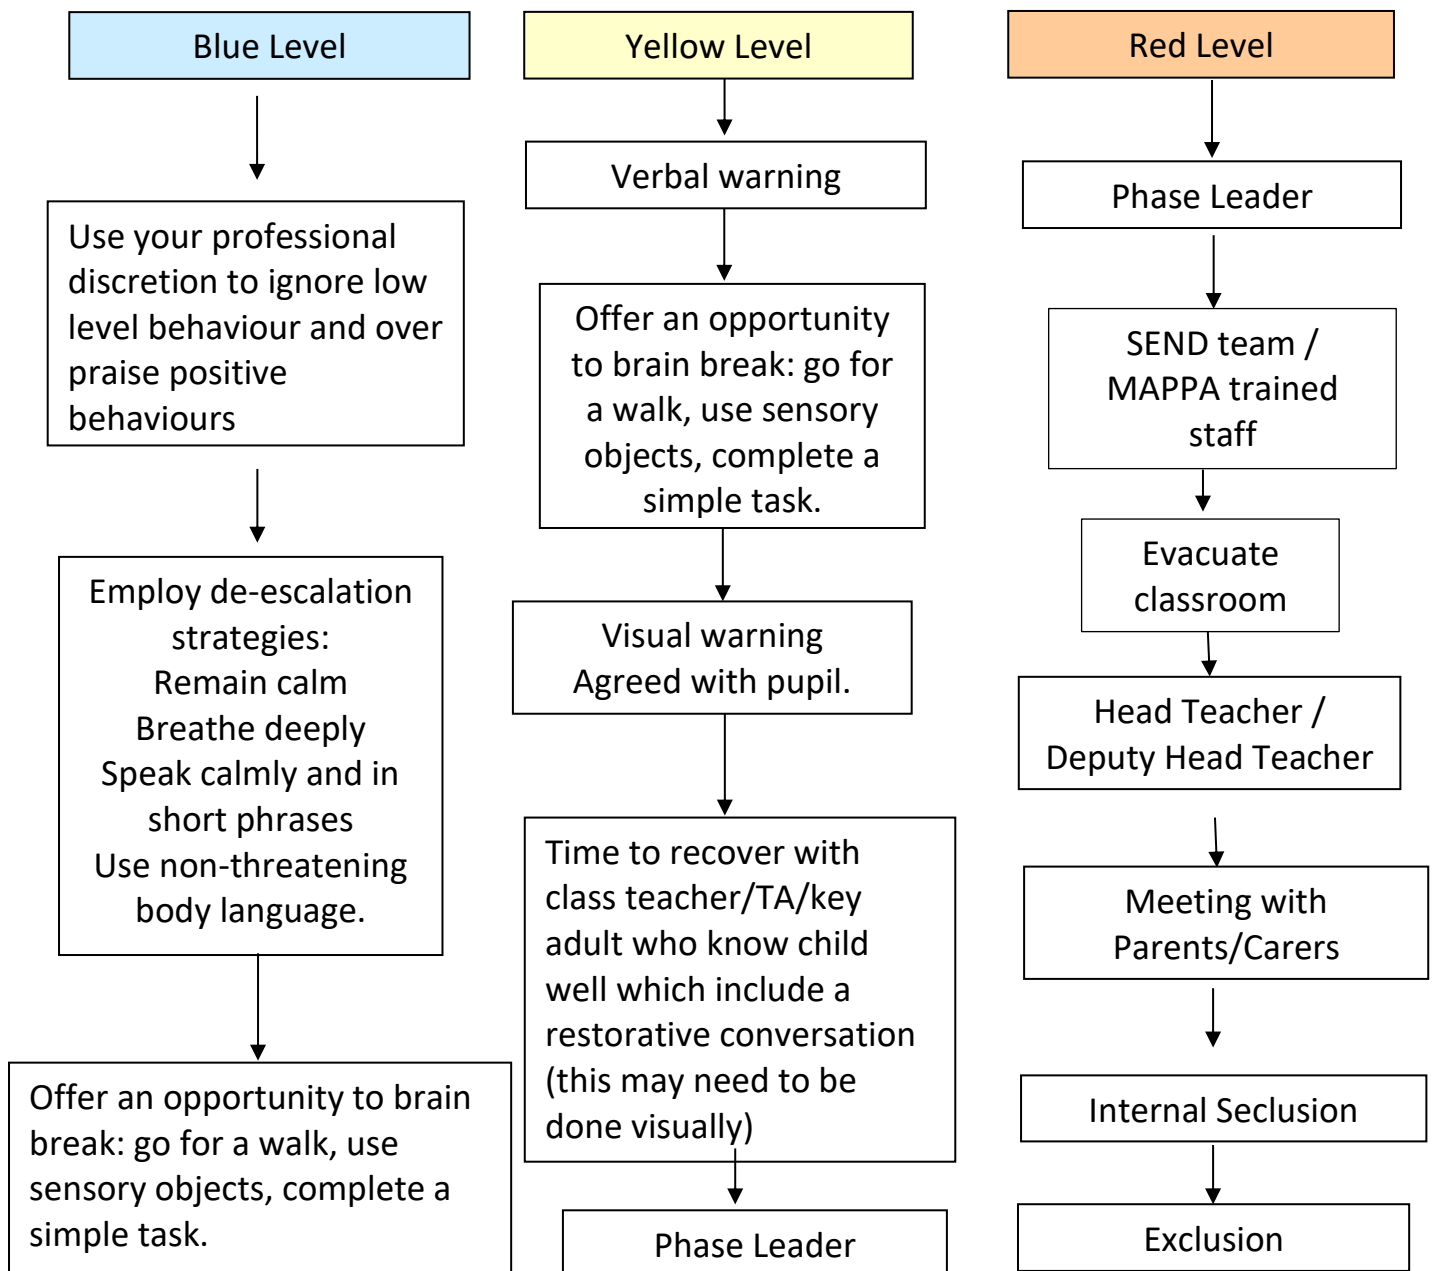 Blue Level
Use your professional
discretion to ignore low
level behaviour and over
praise positive
behaviours
Employ de-escalation
strategies:
Remain calm
Breathe deeply
Speak calmly and in
short phrases
Use non-threatening
body language.
Offer an opportunity to brain
break: go for a walk, use
sensory objects, complete a
simple task.
Yellow Level
Verbal warning
Offer an opportunity
to brain break: go for
a walk, use sensory
objects, complete a
simple task.
Visual warning
Agreed with pupil.
Time to recover with
class teacher/TA/key
adult who know child
well which include a
restorative conversation
(this may need to be
done visually)
Phase Leader
Red Level
Phase Leader
SEND team /
MAPPA trained
staff
Evacuate
classroom
Head Teacher /
Deputy Head Teacher
Meeting with
Parents/Carers
Internal Seclusion
Exclusion